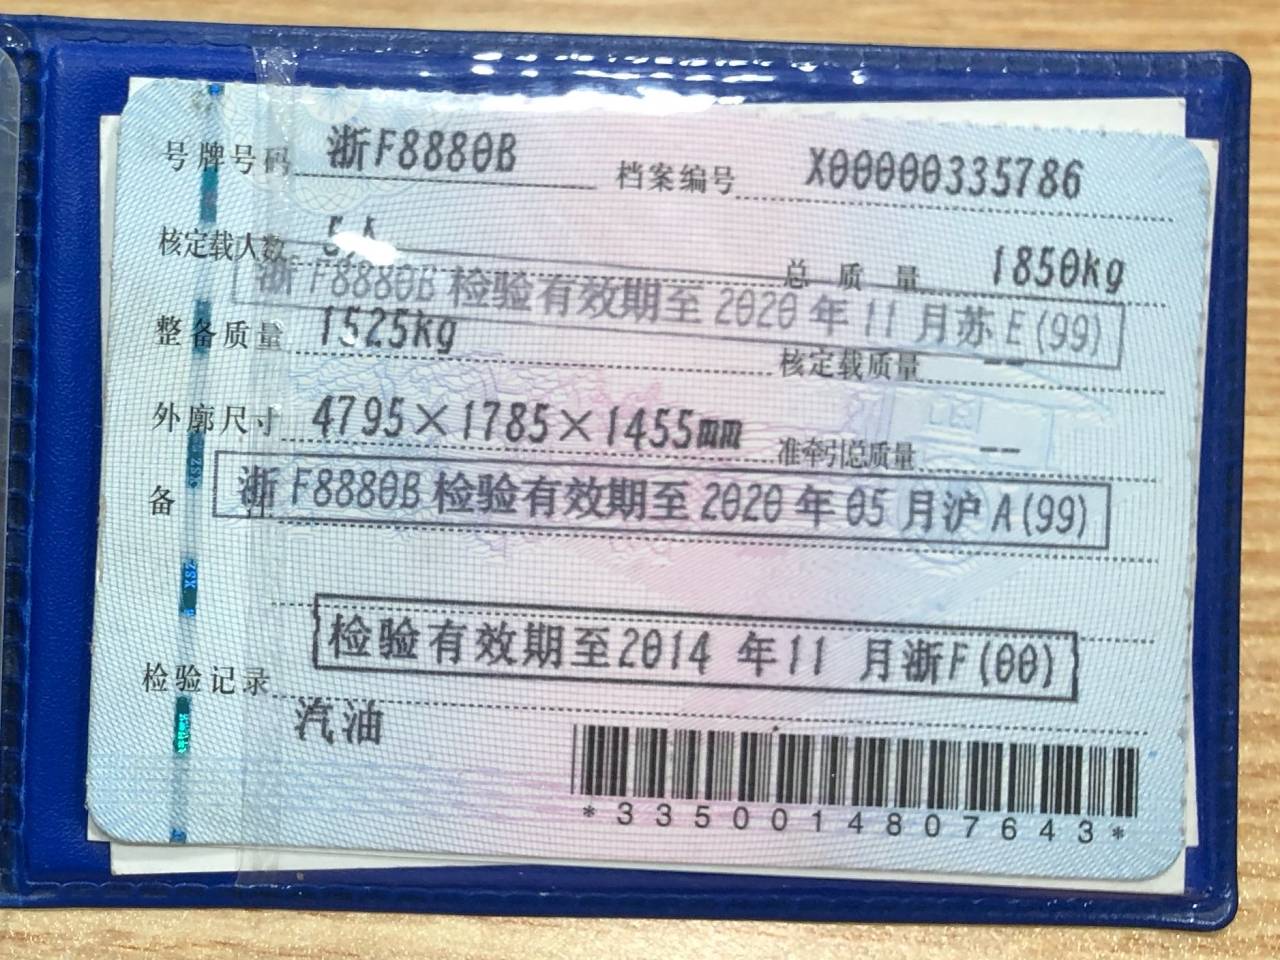 号牌号码 浙F8880B 档案编号 X00000335786
核定载人数 5人 总质量 1850kg
浙F8880B检验有效期至2020年11月苏E(99)
整备质量 1525kg 核定载质量 --
外廓尺寸 4795×1785×1455mm 准牵引总质量 --
备
浙F8880B检验有效期至2020年05月沪A(99)
检验有效期至2014年11月浙F(00)
检验记录
汽油
*3350014807643*